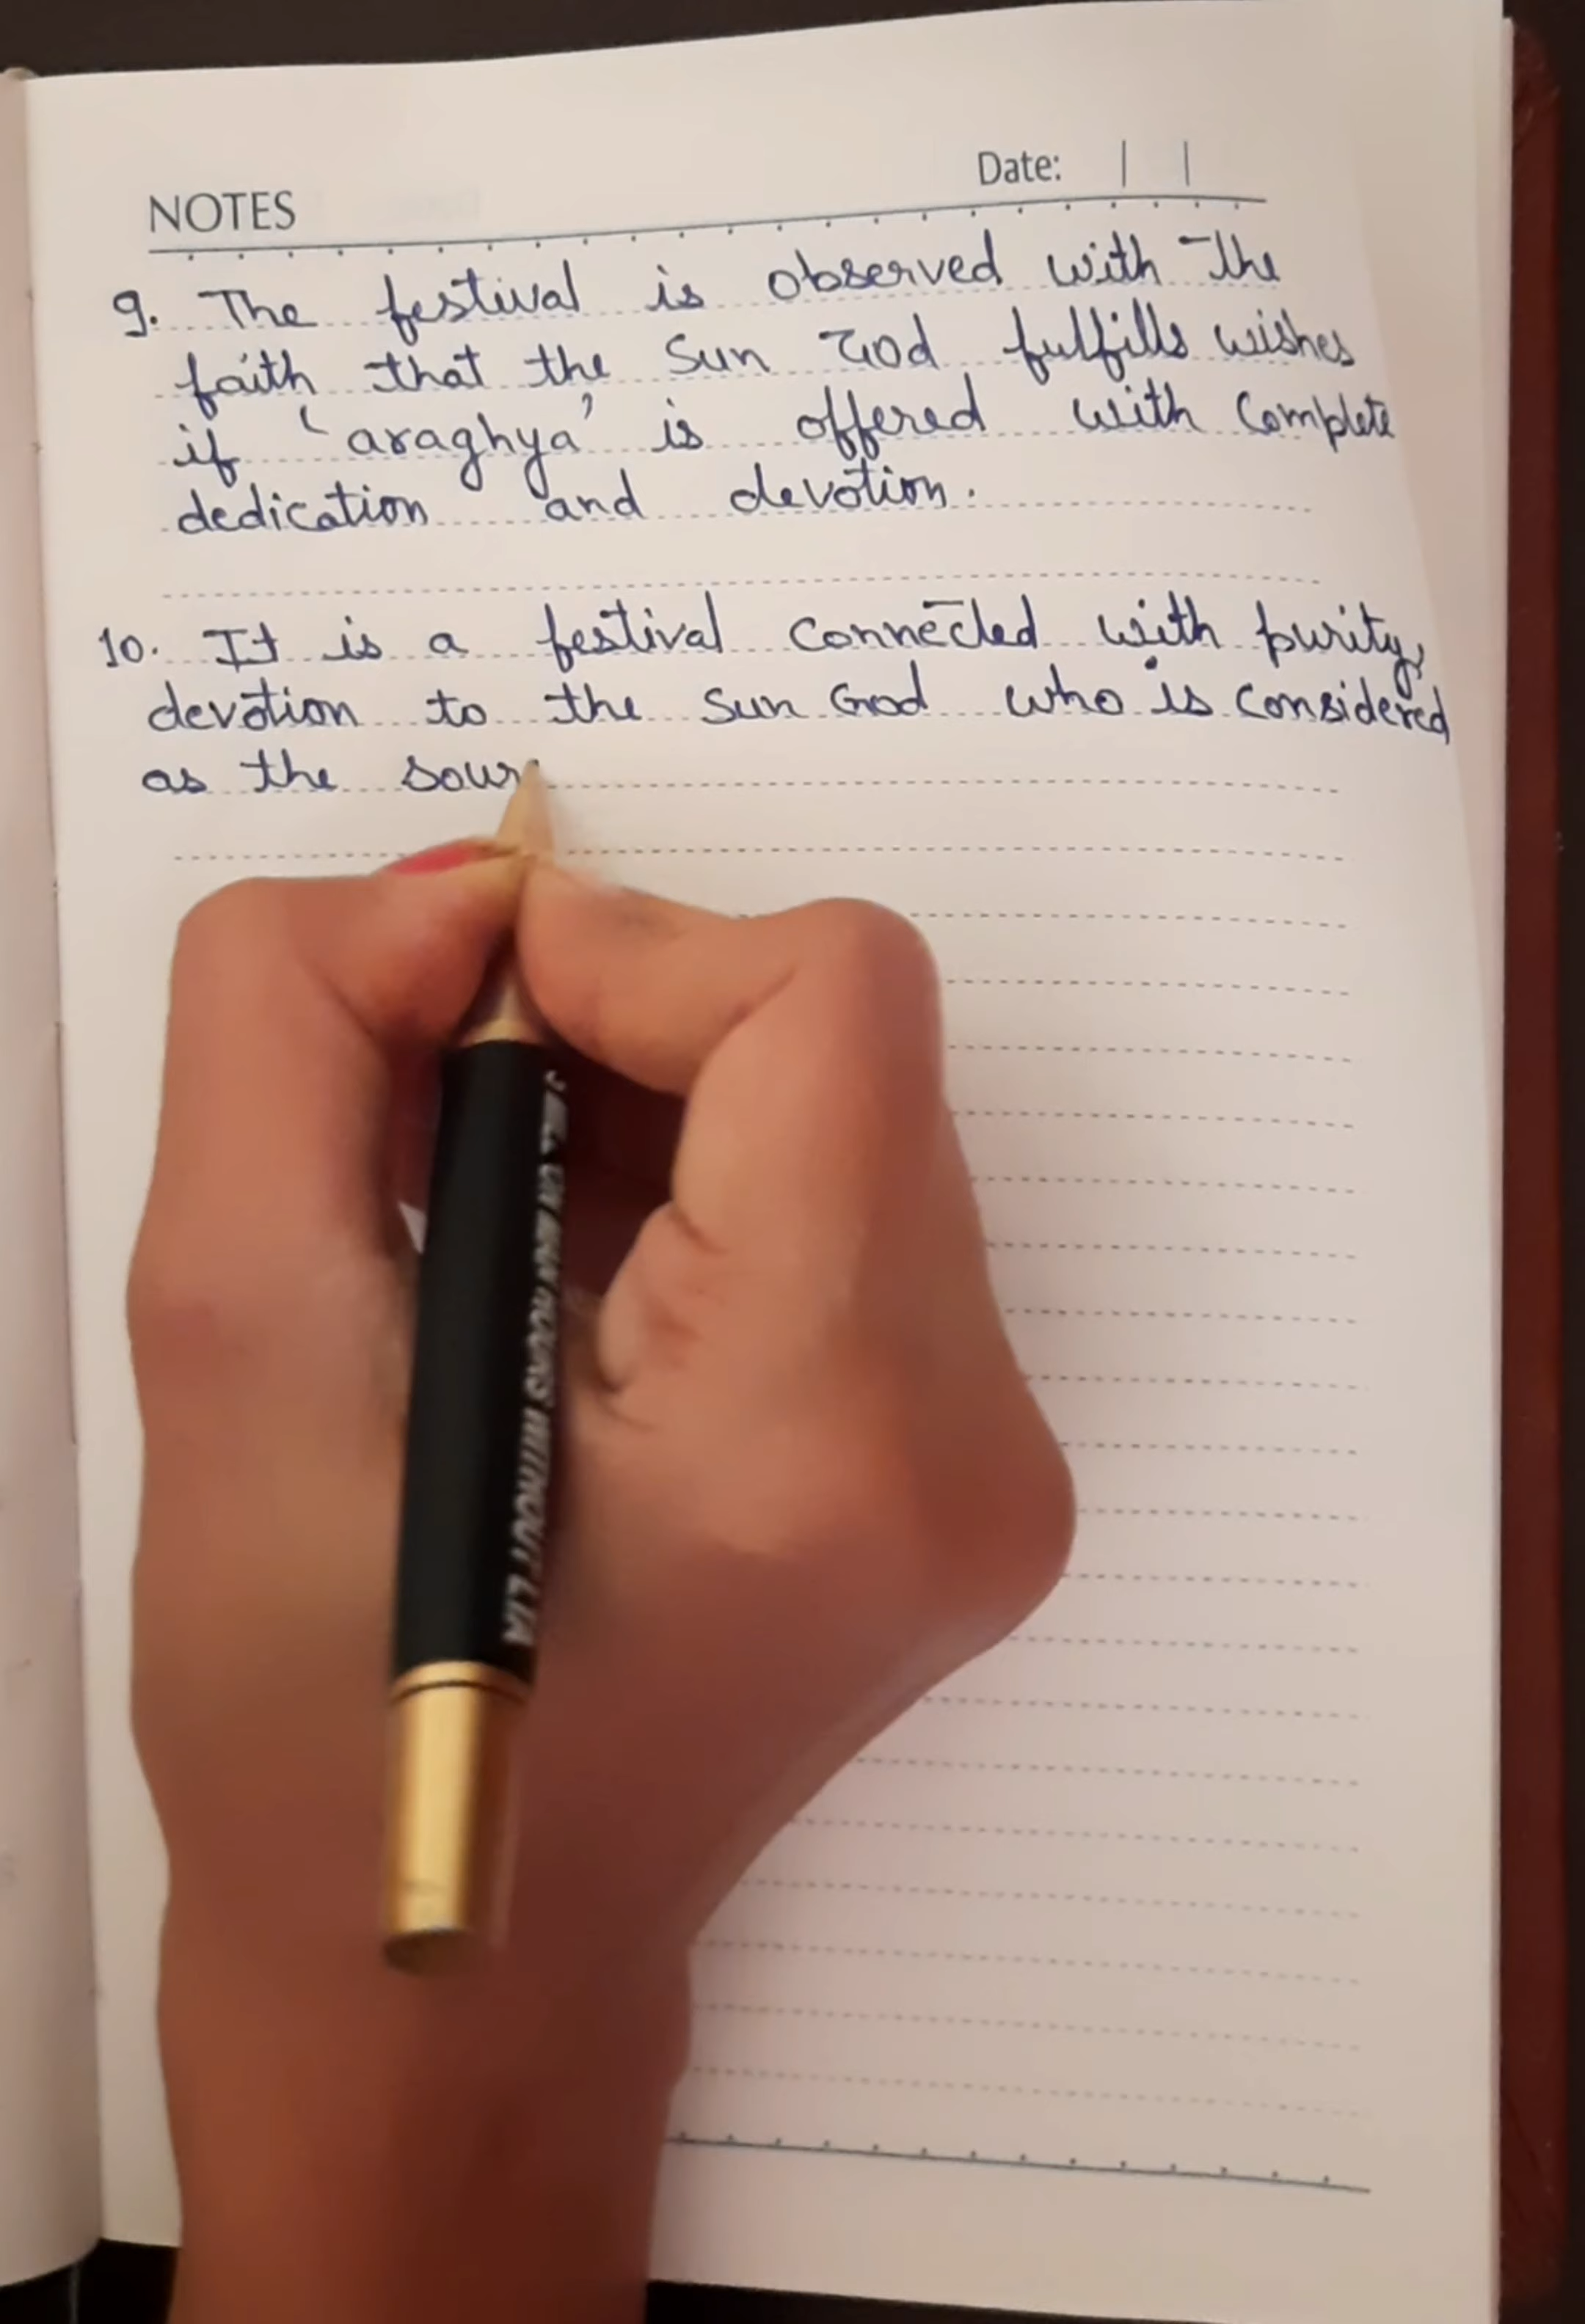 NOTES
Date: | |
9. The festival is observed with the
faith that the Sun God fulfills wishes
if 'araghya' is offered with Complete
dedication and devotion.
10. It is a festival connected with purity,
devotion to the Sun God who is considered
as the sour